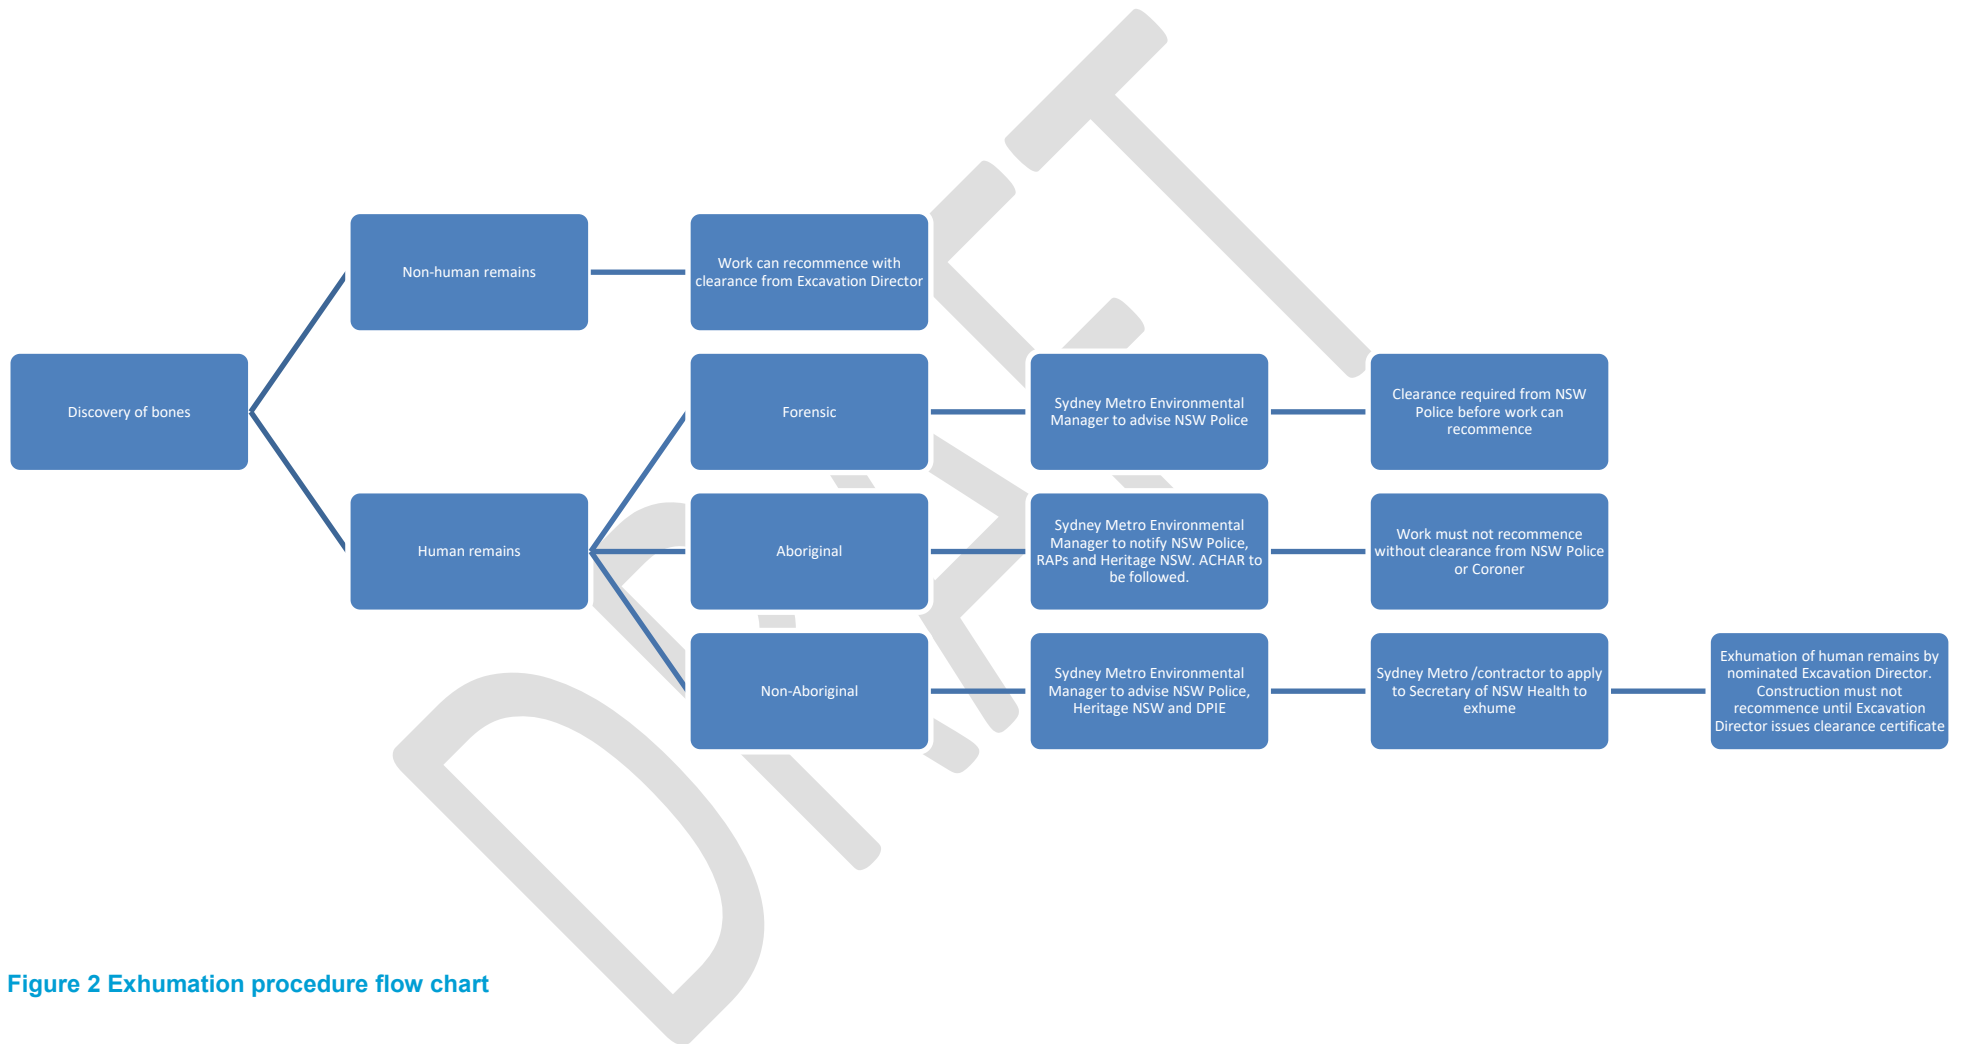 Non-human remains
Work can recommence with
clearance from Excavation Director
Discovery of bones
Forensic
Sydney Metro Environmental
Manager to advise NSW Police
Clearance required from NSW
Police before work can
recommence
Human remains
Aboriginal
Sydney Metro Environmental
Manager to notify NSW Police,
RAPs and Heritage NSW. ACHAR to
be followed.
Work must not recommence
without clearance from NSW Police
or Coroner
Non-Aboriginal
Sydney Metro Environmental
Manager to advise NSW Police,
Heritage NSW and DPIE
Sydney Metro /contractor to apply
to Secretary of NSW Health to
exhume
Exhumation of human remains by
nominated Excavation Director.
Construction must not
recommence until Excavation
Director issues clearance certificate
DRAFT
Figure 2 Exhumation procedure flow chart